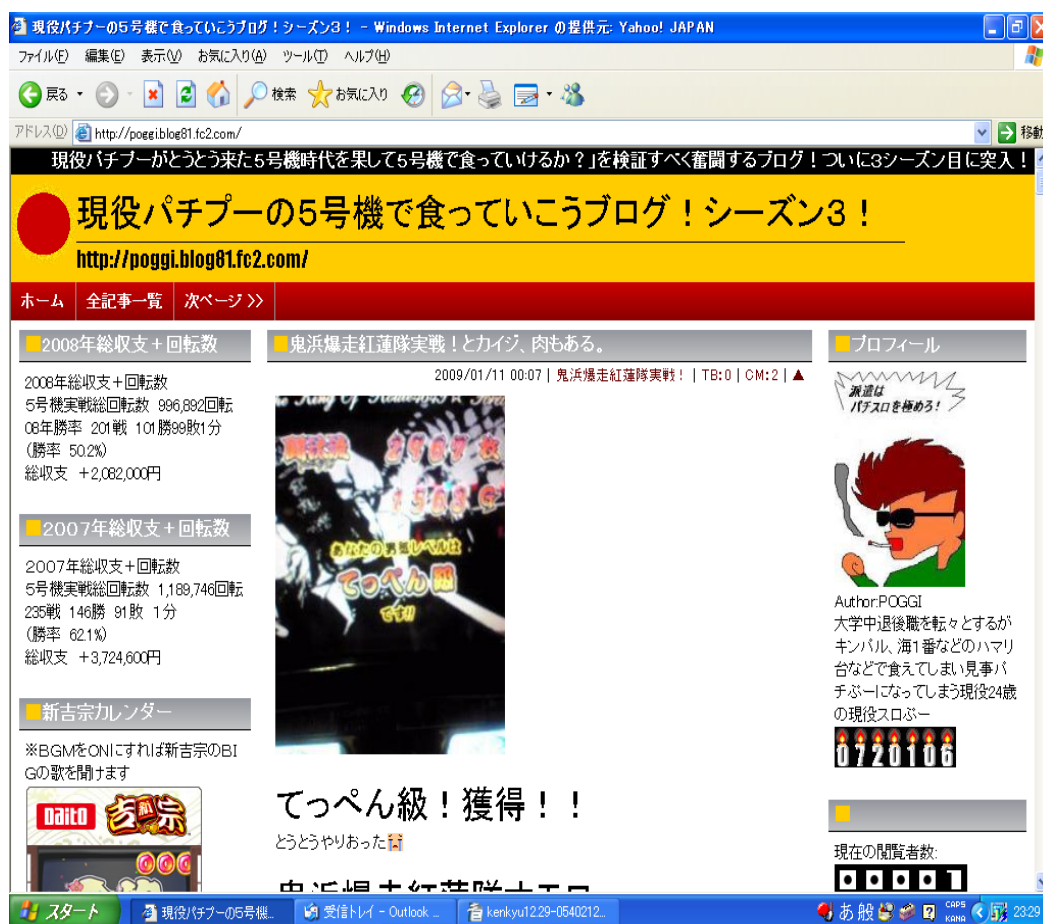 現役パチプーの5号機で食っていこうブログ！シーズン3！ - Windows Internet Explorer の提供元: Yahoo! JAPAN
ファイル(F) 編集(E) 表示(V) お気に入り(A) ツール(T) ヘルプ(H)
戻る 検索 お気に入り
アドレス(D) http://poggi.blog81.fc2.com/ 移動
現役パチプーがとうとう来た5号機時代を果して5号機で食っていけるか？」を検証すべく奮闘するブログ！ついに3シーズン目に突入！
現役パチプーの5号機で食っていこうブログ！シーズン3！
http://poggi.blog81.fc2.com/
ホーム 全記事一覧 次ページ >>
2008年総収支＋回転数
2008年総収支＋回転数
5号機実戦総回転数 996,892回転
08年勝率 201戦 101勝99敗1分
(勝率 50.2%)
総収支 ＋2,082,000円
2007年総収支＋回転数
2007年総収支＋回転数
5号機実戦総回転数 1,189,746回転
235戦 146勝 91敗 1分
(勝率 62.1%)
総収支 ＋3,724,600円
新吉宗カレンダー
※BGMをONにすれば新吉宗のBI
Gの歌を聞けます
Daito 新吉宗
鬼浜爆走紅蓮隊実戦！とカイジ、肉もある。
2009/01/11 00:07 | 鬼浜爆走紅蓮隊実戦！ | TB:0 | CM:2 | ▲
2967 枚
1568 G
あなたの男気レベルは
てっぺん級
です!!
てっぺん級！獲得！！
とうとうやりおった
プロフィール
派遣は
パチスロを極めろ！
Author:POGGI
大学中退後職を転々とするが
キンパル、海1番などのハマリ
台などで食えてしまい見事パ
チぷーになってしまう現役24歳
の現役スロぷー
0720106
現在の閲覧者数:
00001
スタート 現役パチプーの5号機... 受信トレイ - Outlook ... kenkyu12.29-0540212... あ 般 CAPS KANA 23:29